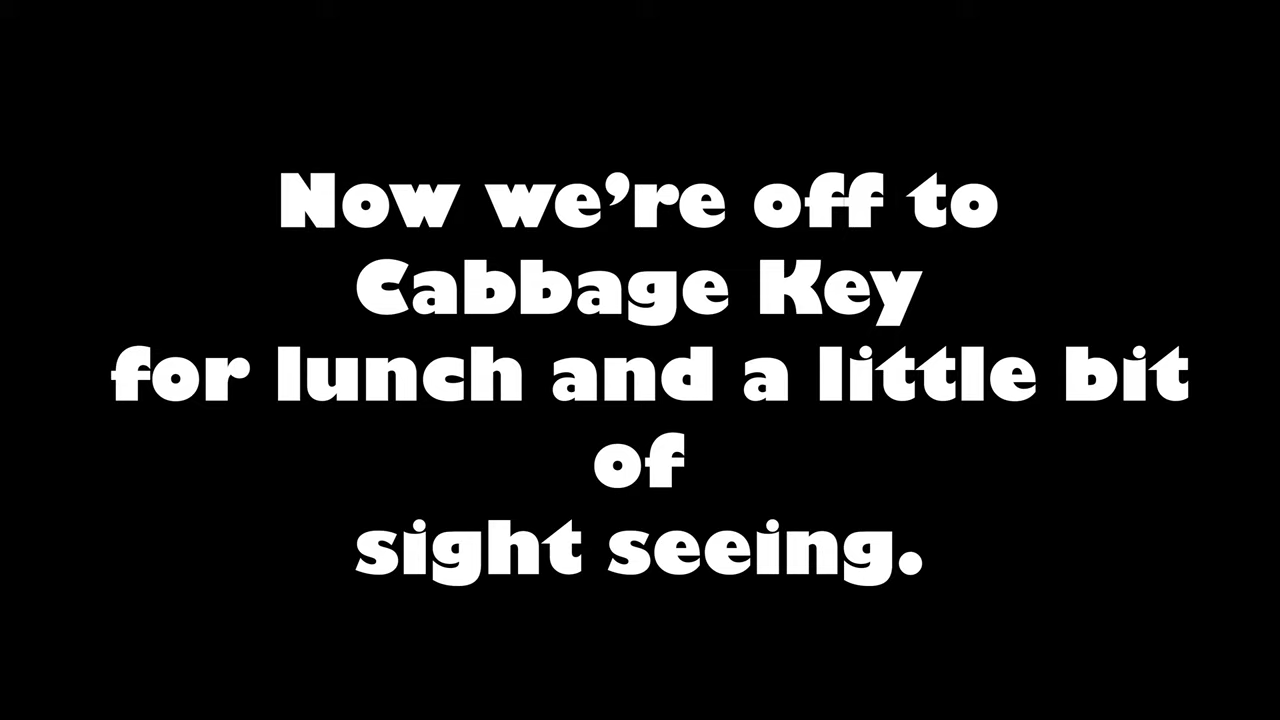 Now we’re off to
Cabbage Key
for lunch and a little bit
of
sight seeing.